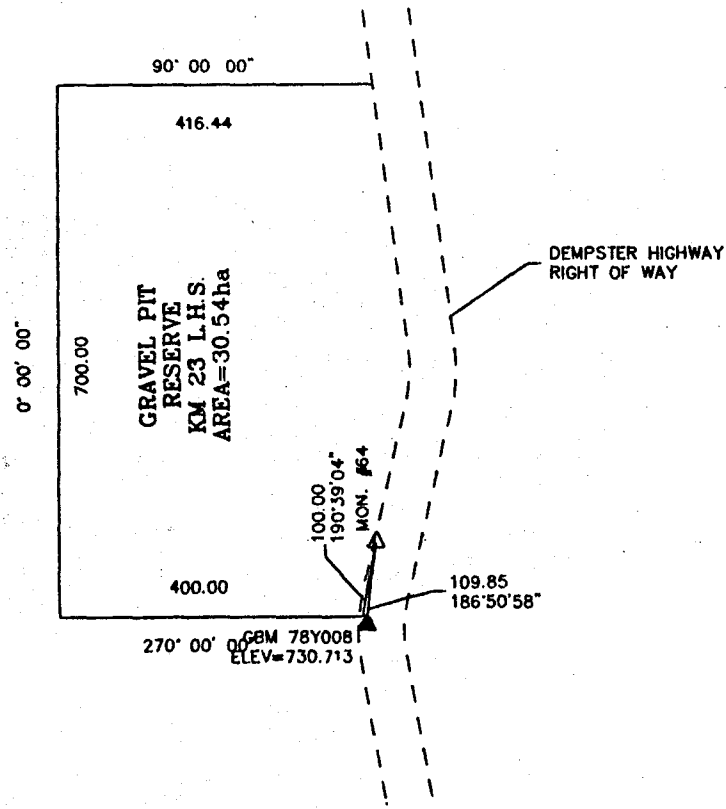 90° 00' 00"
416.44
DEMPSTER HIGHWAY
RIGHT OF WAY
0° 00' 00"
700.00
GRAVEL PIT
RESERVE
KM 23 L.H.S.
AREA=30.54ha
100.00
190°39'04"
MON. #64
400.00
109.85
186°50'58"
270° 00' 00"
GBM 78Y008
ELEV=730.713